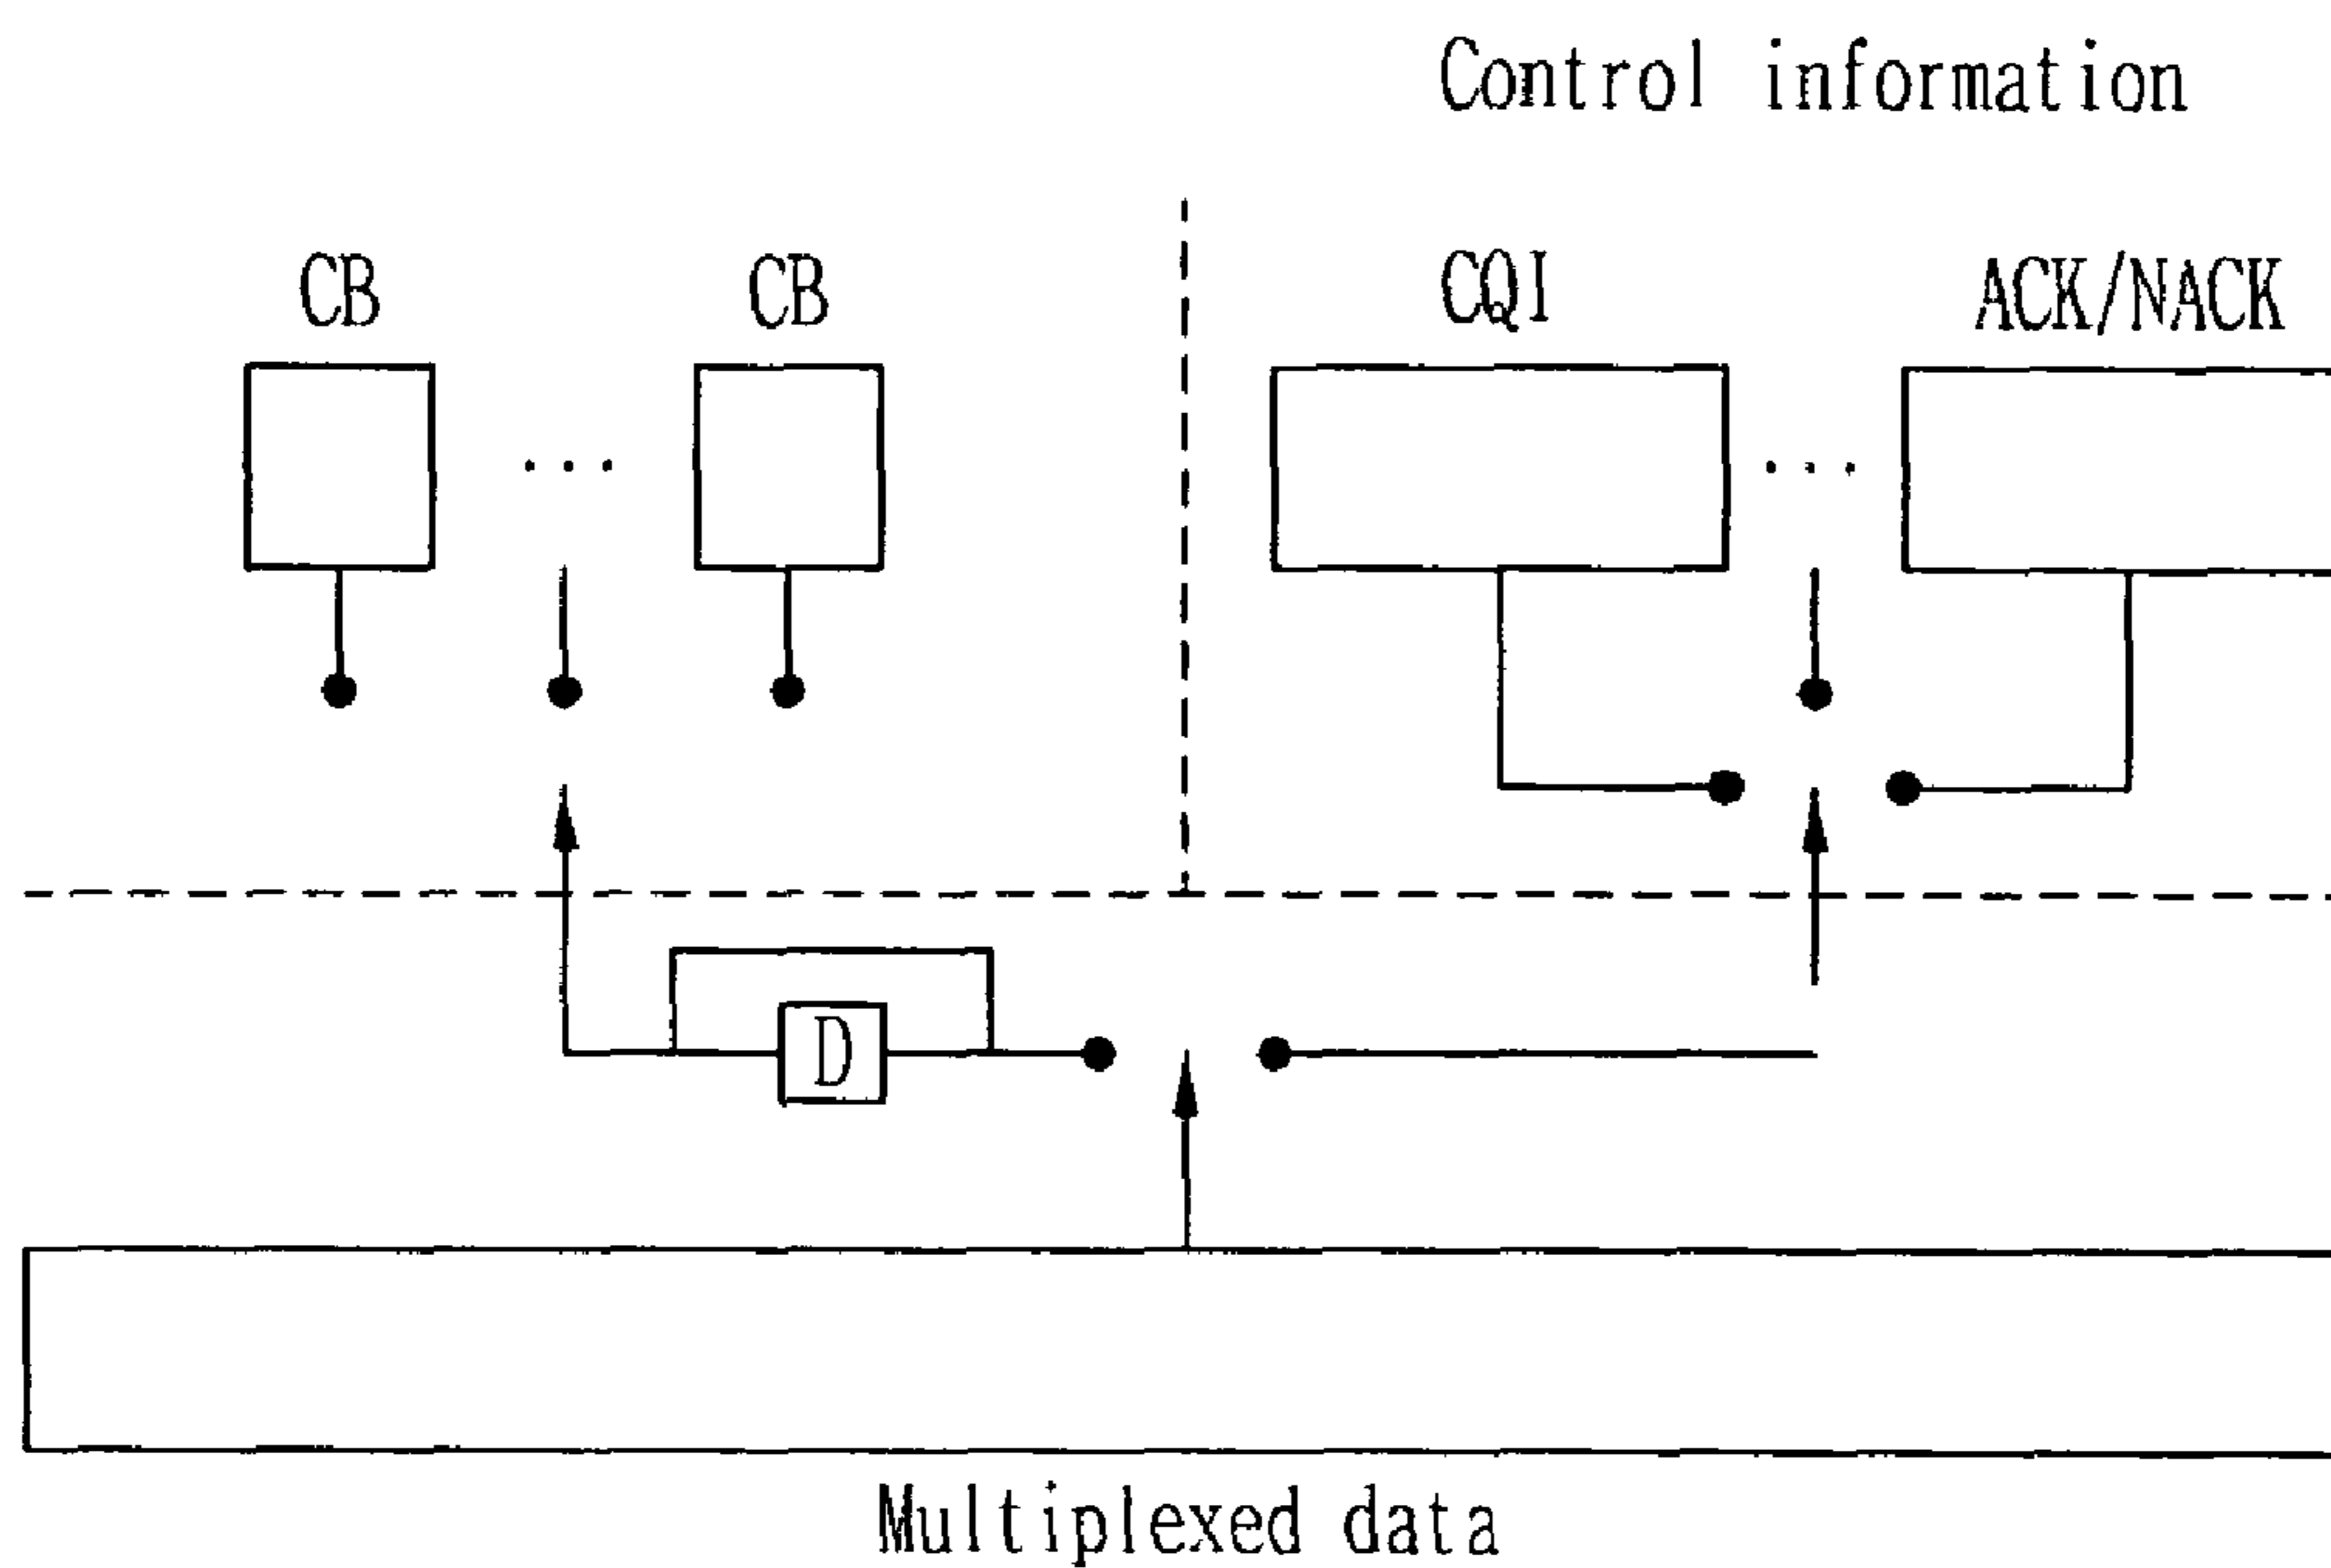 Control information
CB
CB
CQI
ACK/NACK
D
Multiplexed data